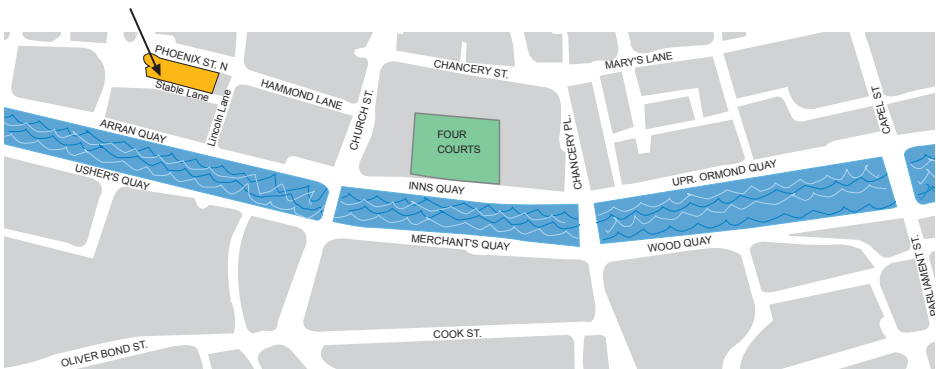 PHOENIX ST. N
Stable Lane
Lincoln Lane
HAMMOND LANE
CHURCH ST.
CHANCERY ST.
MARY'S LANE
CAPEL ST
FOUR
COURTS
CHANCERY PL.
ARRAN QUAY
USHER'S QUAY
INNS QUAY
UPR. ORMOND QUAY
MERCHANT'S QUAY
WOOD QUAY
PARLIAMENT ST.
COOK ST.
OLIVER BOND ST.